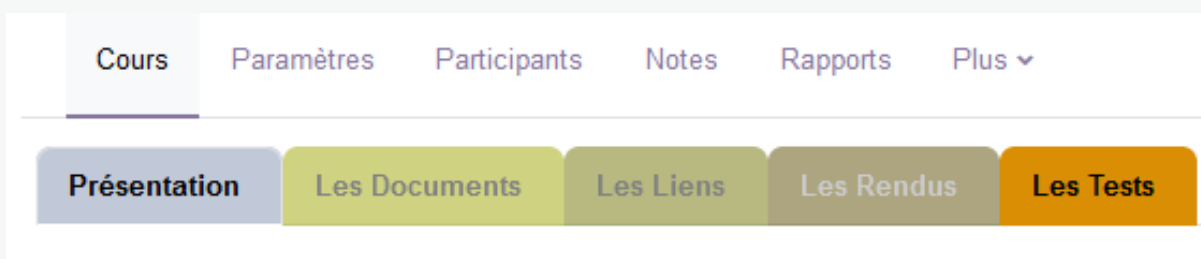 Cours Paramètres Participants Notes Rapports Plus
Présentation Les Documents Les Liens Les Rendus Les Tests